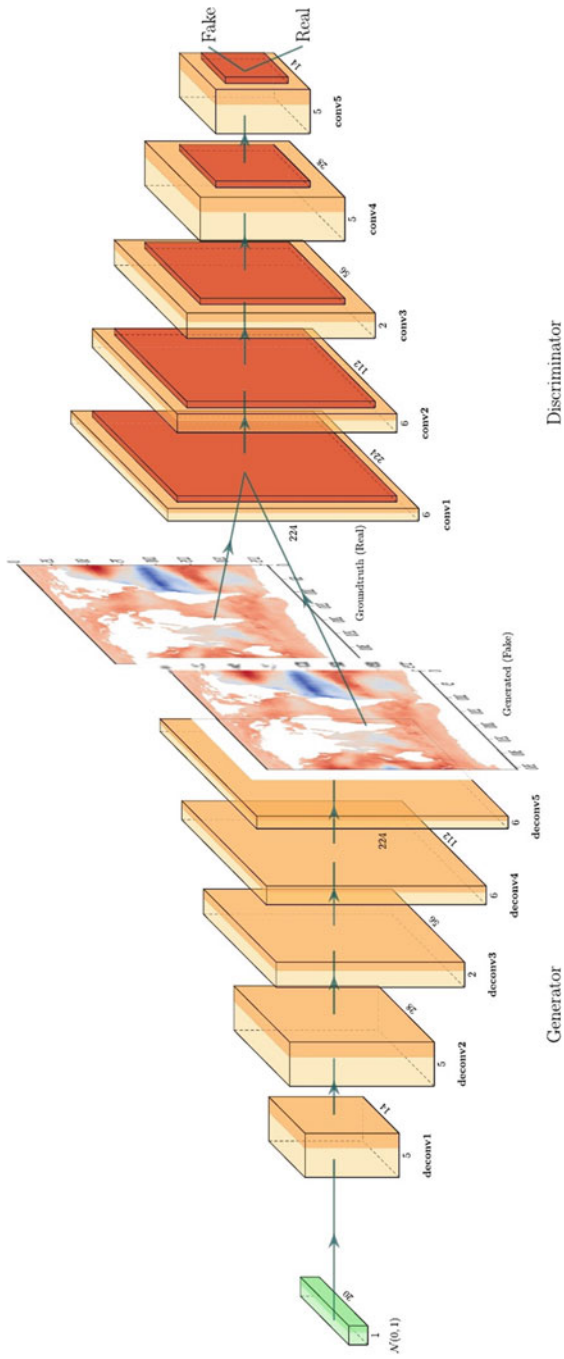 N(0,1)
1
20
deconv1
5
14
deconv2
5
28
deconv3
2
56
deconv4
6
112
deconv5
6
224
Generated (Fake)
Groundtruth (Real)
224
conv1
6
224
conv2
6
112
conv3
2
56
conv4
5
28
conv5
5
14
Fake
Real
Generator
Discriminator